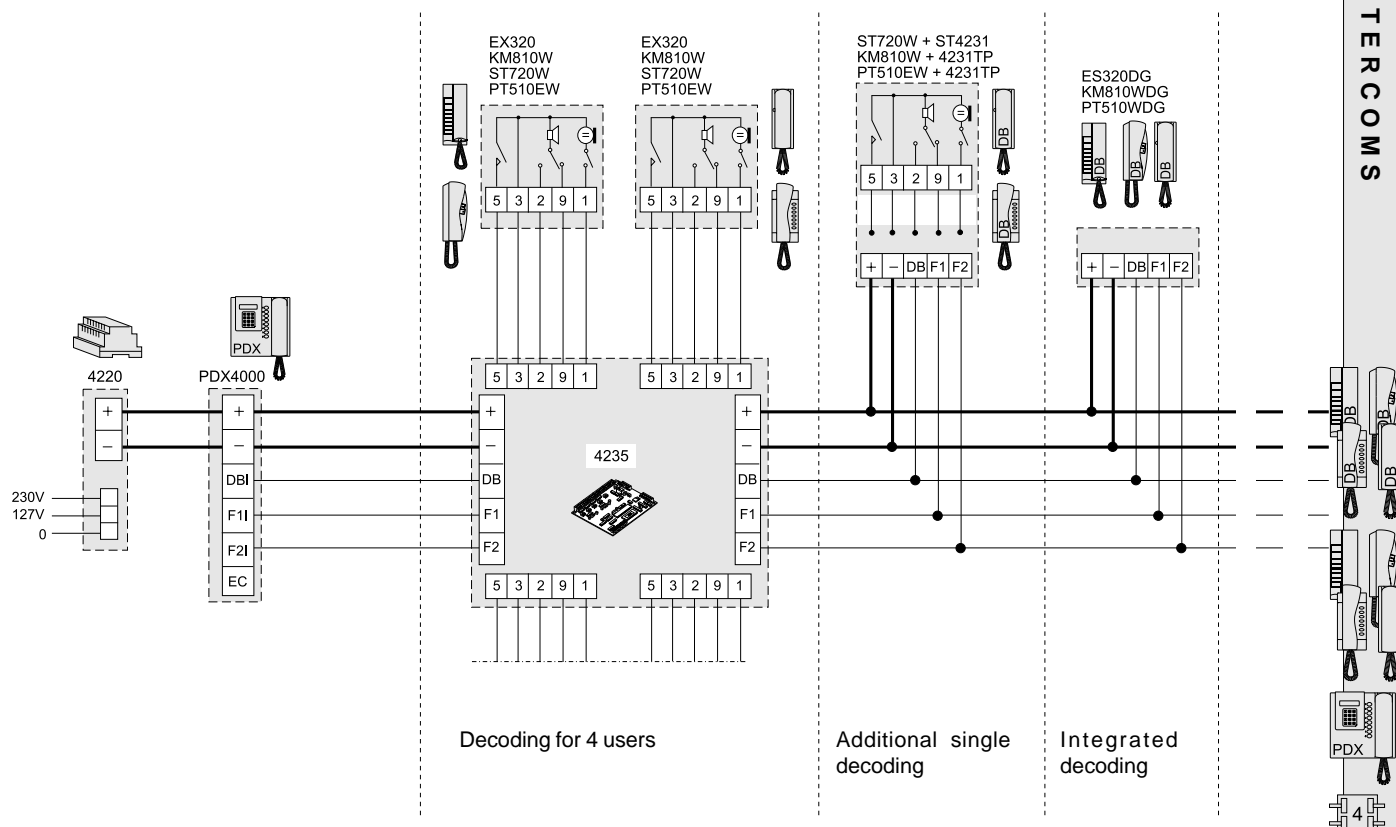 TERCOMS
EX320
KM810W
ST720W
PT510EW
EX320
KM810W
ST720W
PT510EW
ST720W + ST4231
KM810W + 4231TP
PT510EW + 4231TP
ES320DG
KM810WDG
PT510WDG
DB
DB
DB DB DB
5 3 2 9 1
5 3 2 9 1
5 3 2 9 1
+ − DB F1 F2
+ − DB F1 F2
PDX
4220
PDX4000
5 3 2 9 1
5 3 2 9 1
+ + + +
− − − −
4235
DBI DB DB
F1I F1 F1
F2I F2 F2
EC
230V
127V
0
5 3 2 9 1
5 3 2 9 1
DB
DB
DB
Decoding for 4 users
Additional single
decoding
Integrated
decoding
PDX
4